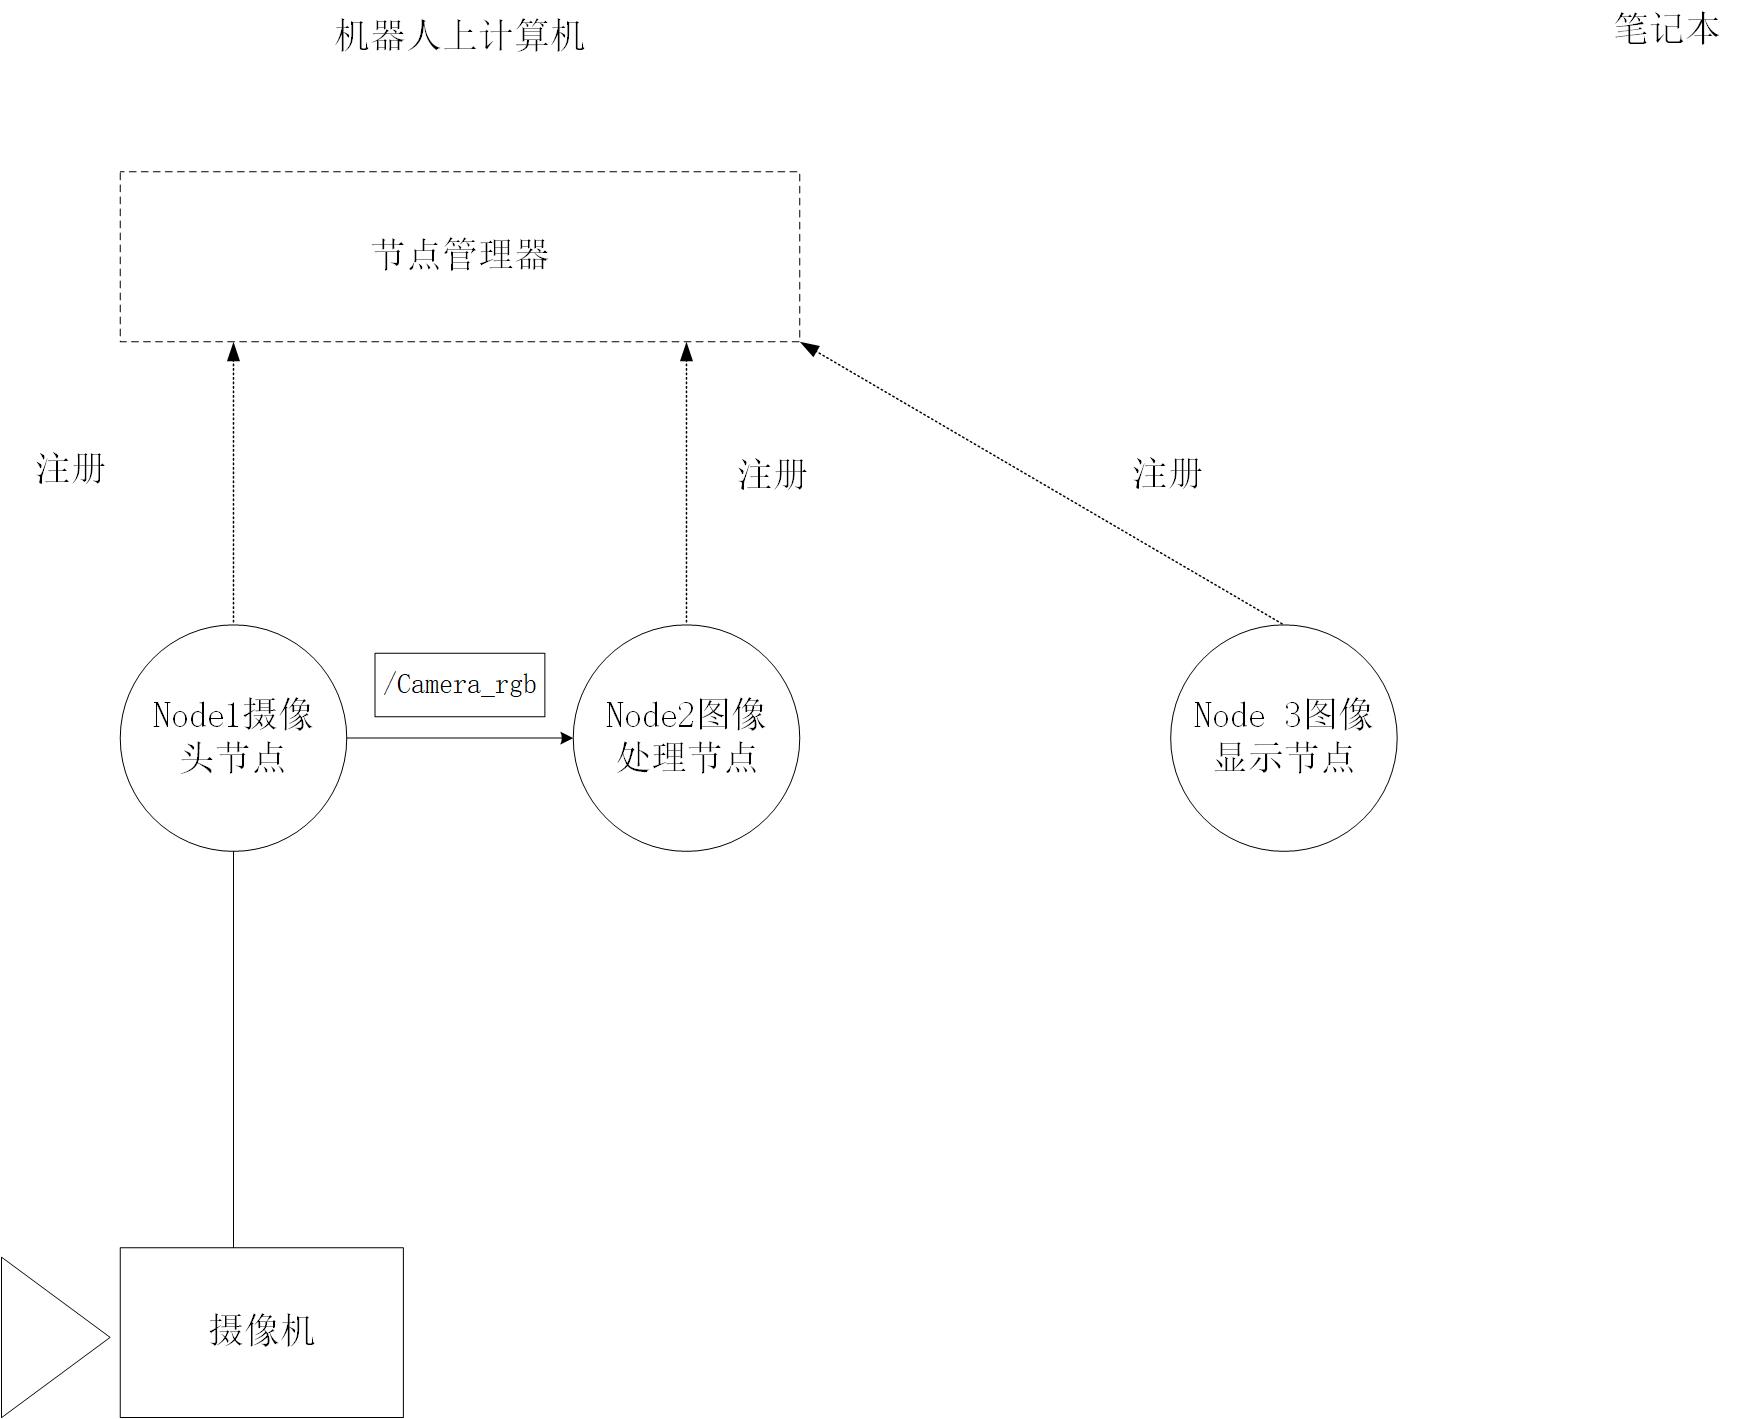 机器人上计算机
笔记本
节点管理器
注册
注册
注册
/Camera_rgb
Node1摄像
头节点
Node2图像
处理节点
Node 3图像
显示节点
摄像机